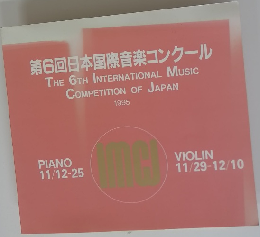 第6回日本国際音楽コンクール
THE 6TH INTERNATIONAL MUSIC
COMPETITION OF JAPAN
1995
PIANO
11/12-25
IMCJ
VIOLIN
11/29-12/10